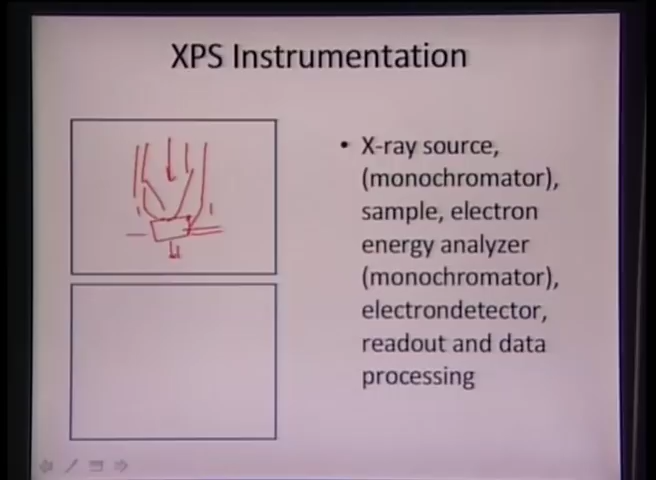 XPS Instrumentation
• X-ray source,
(monochromator),
sample, electron
energy analyzer
(monochromator),
electrondetector,
readout and data
processing